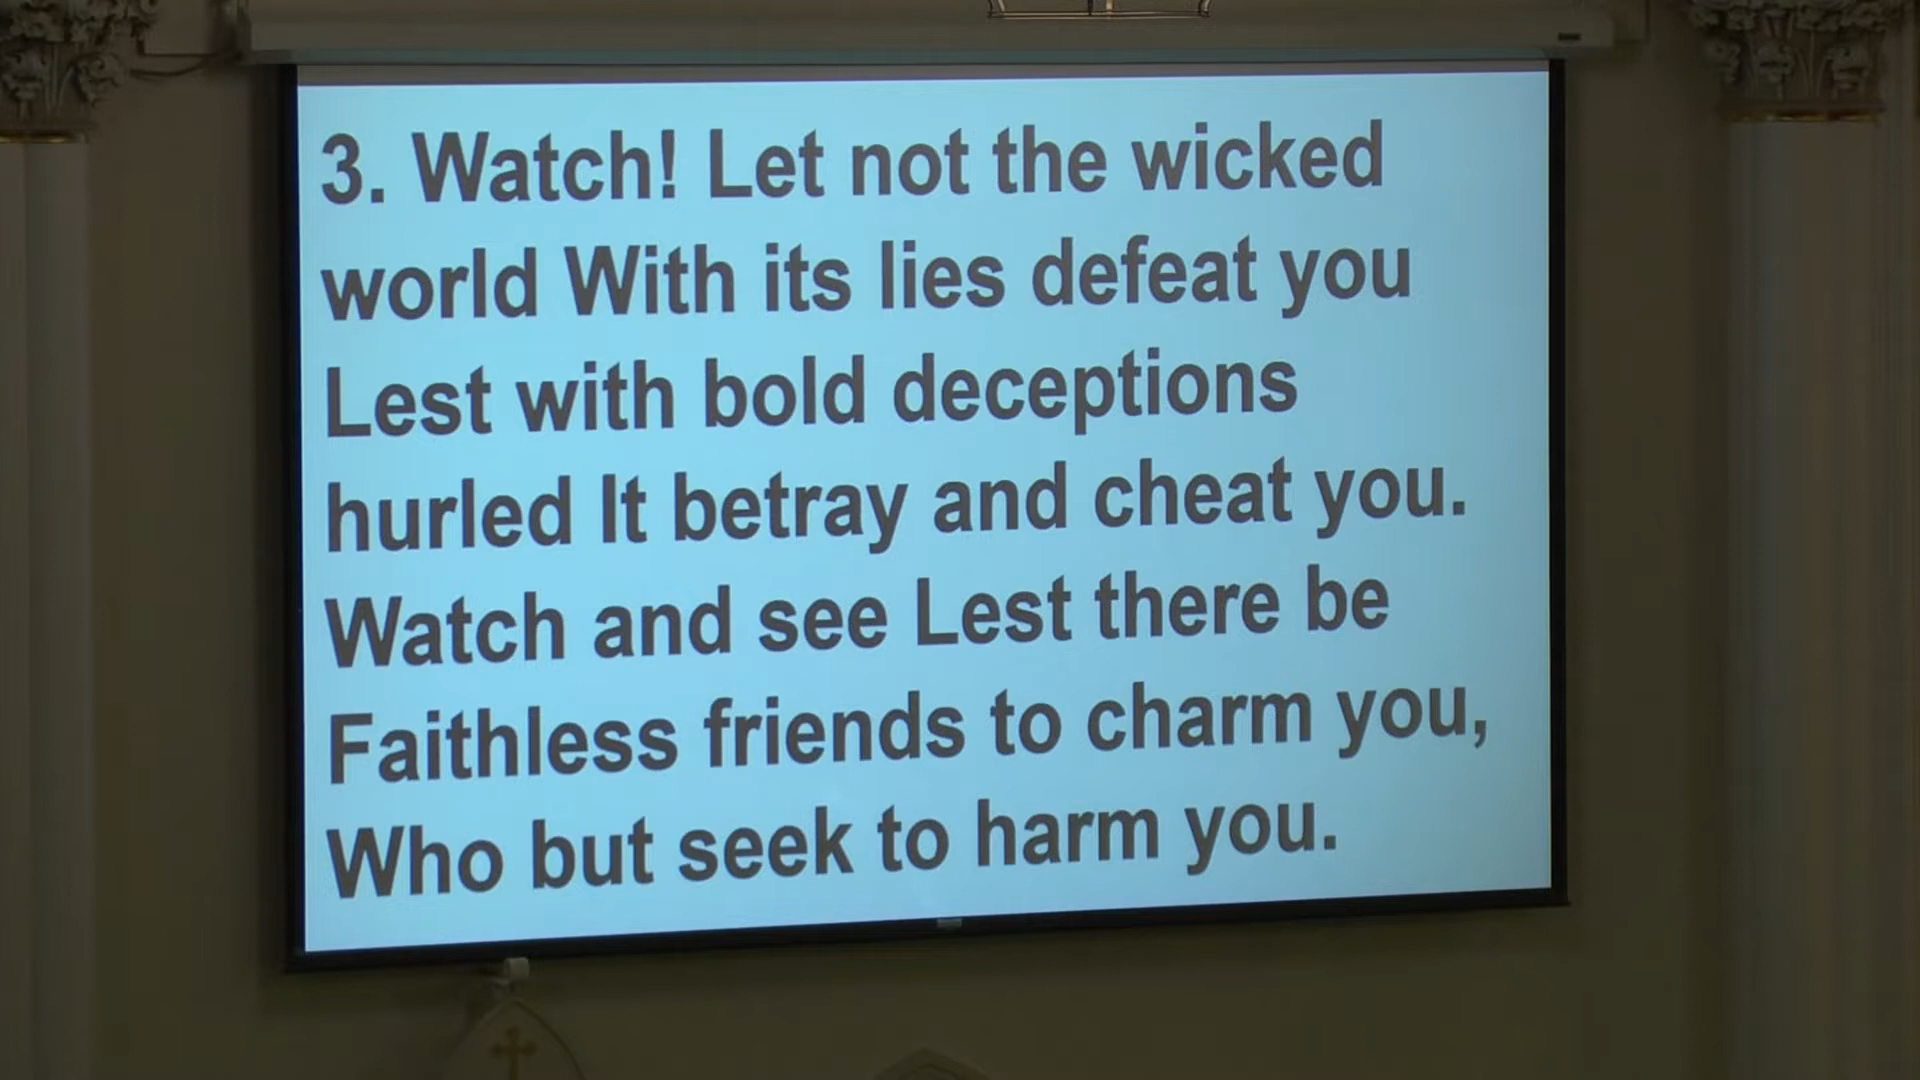 3. Watch! Let not the wicked
world With its lies defeat you
Lest with bold deceptions
hurled It betray and cheat you.
Watch and see Lest there be
Faithless friends to charm you,
Who but seek to harm you.